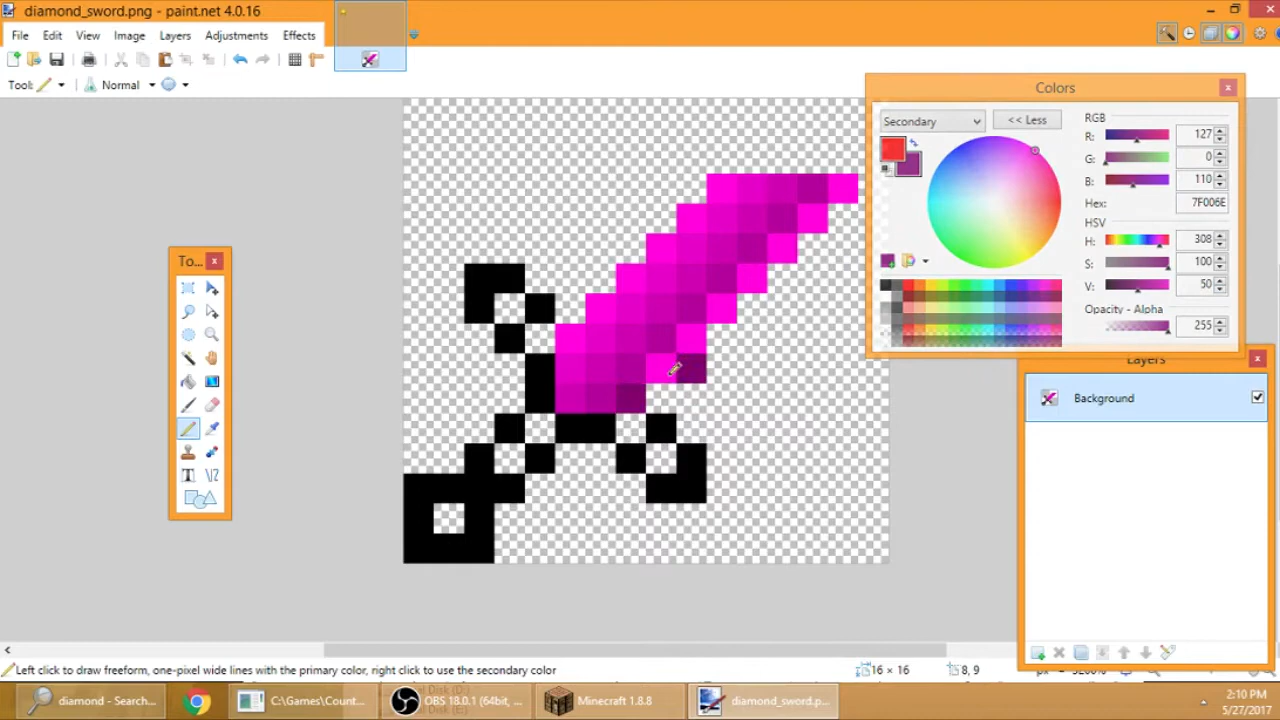 diamond_sword.png - paint.net 4.0.16
File Edit View Image Layers Adjustments Effects
Tool: Normal
Colors
Secondary << Less
RGB
R: 127
G: 0
B: 110
Hex: 7F006E
HSV
H: 308
S: 100
V: 50
Opacity - Alpha
255
To...
Layers
Background
Left click to draw freeform, one-pixel wide lines with the primary color, right click to use the secondary color
16 × 16
8, 9
px
diamond - Search...
C:\Games\Count...
OBS 18.0.1 (64bit, ...
Minecraft 1.8.8
diamond_sword.p...
2:10 PM
5/27/2017